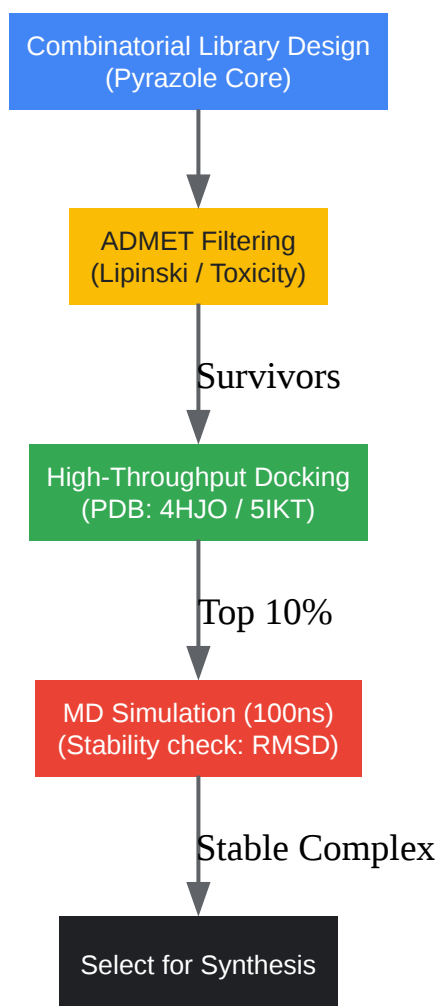 Combinatorial Library Design
(Pyrazole Core)
ADMET Filtering
(Lipinski / Toxicity)
Survivors
High-Throughput Docking
(PDB: 4HJO / 5IKT)
Top 10%
MD Simulation (100ns)
(Stability check: RMSD)
Stable Complex
Select for Synthesis